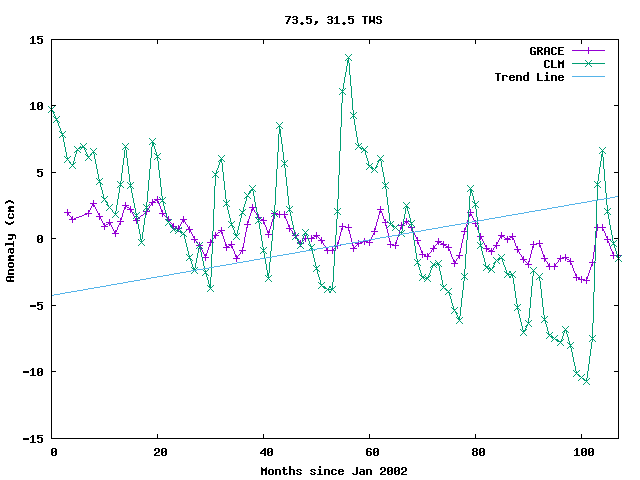 73.5, 31.5 TWS
GRACE
CLM
Trend Line
15
10
5
0
-5
-10
-15
Anomaly (cm)
0 20 40 60 80 100
Months since Jan 2002